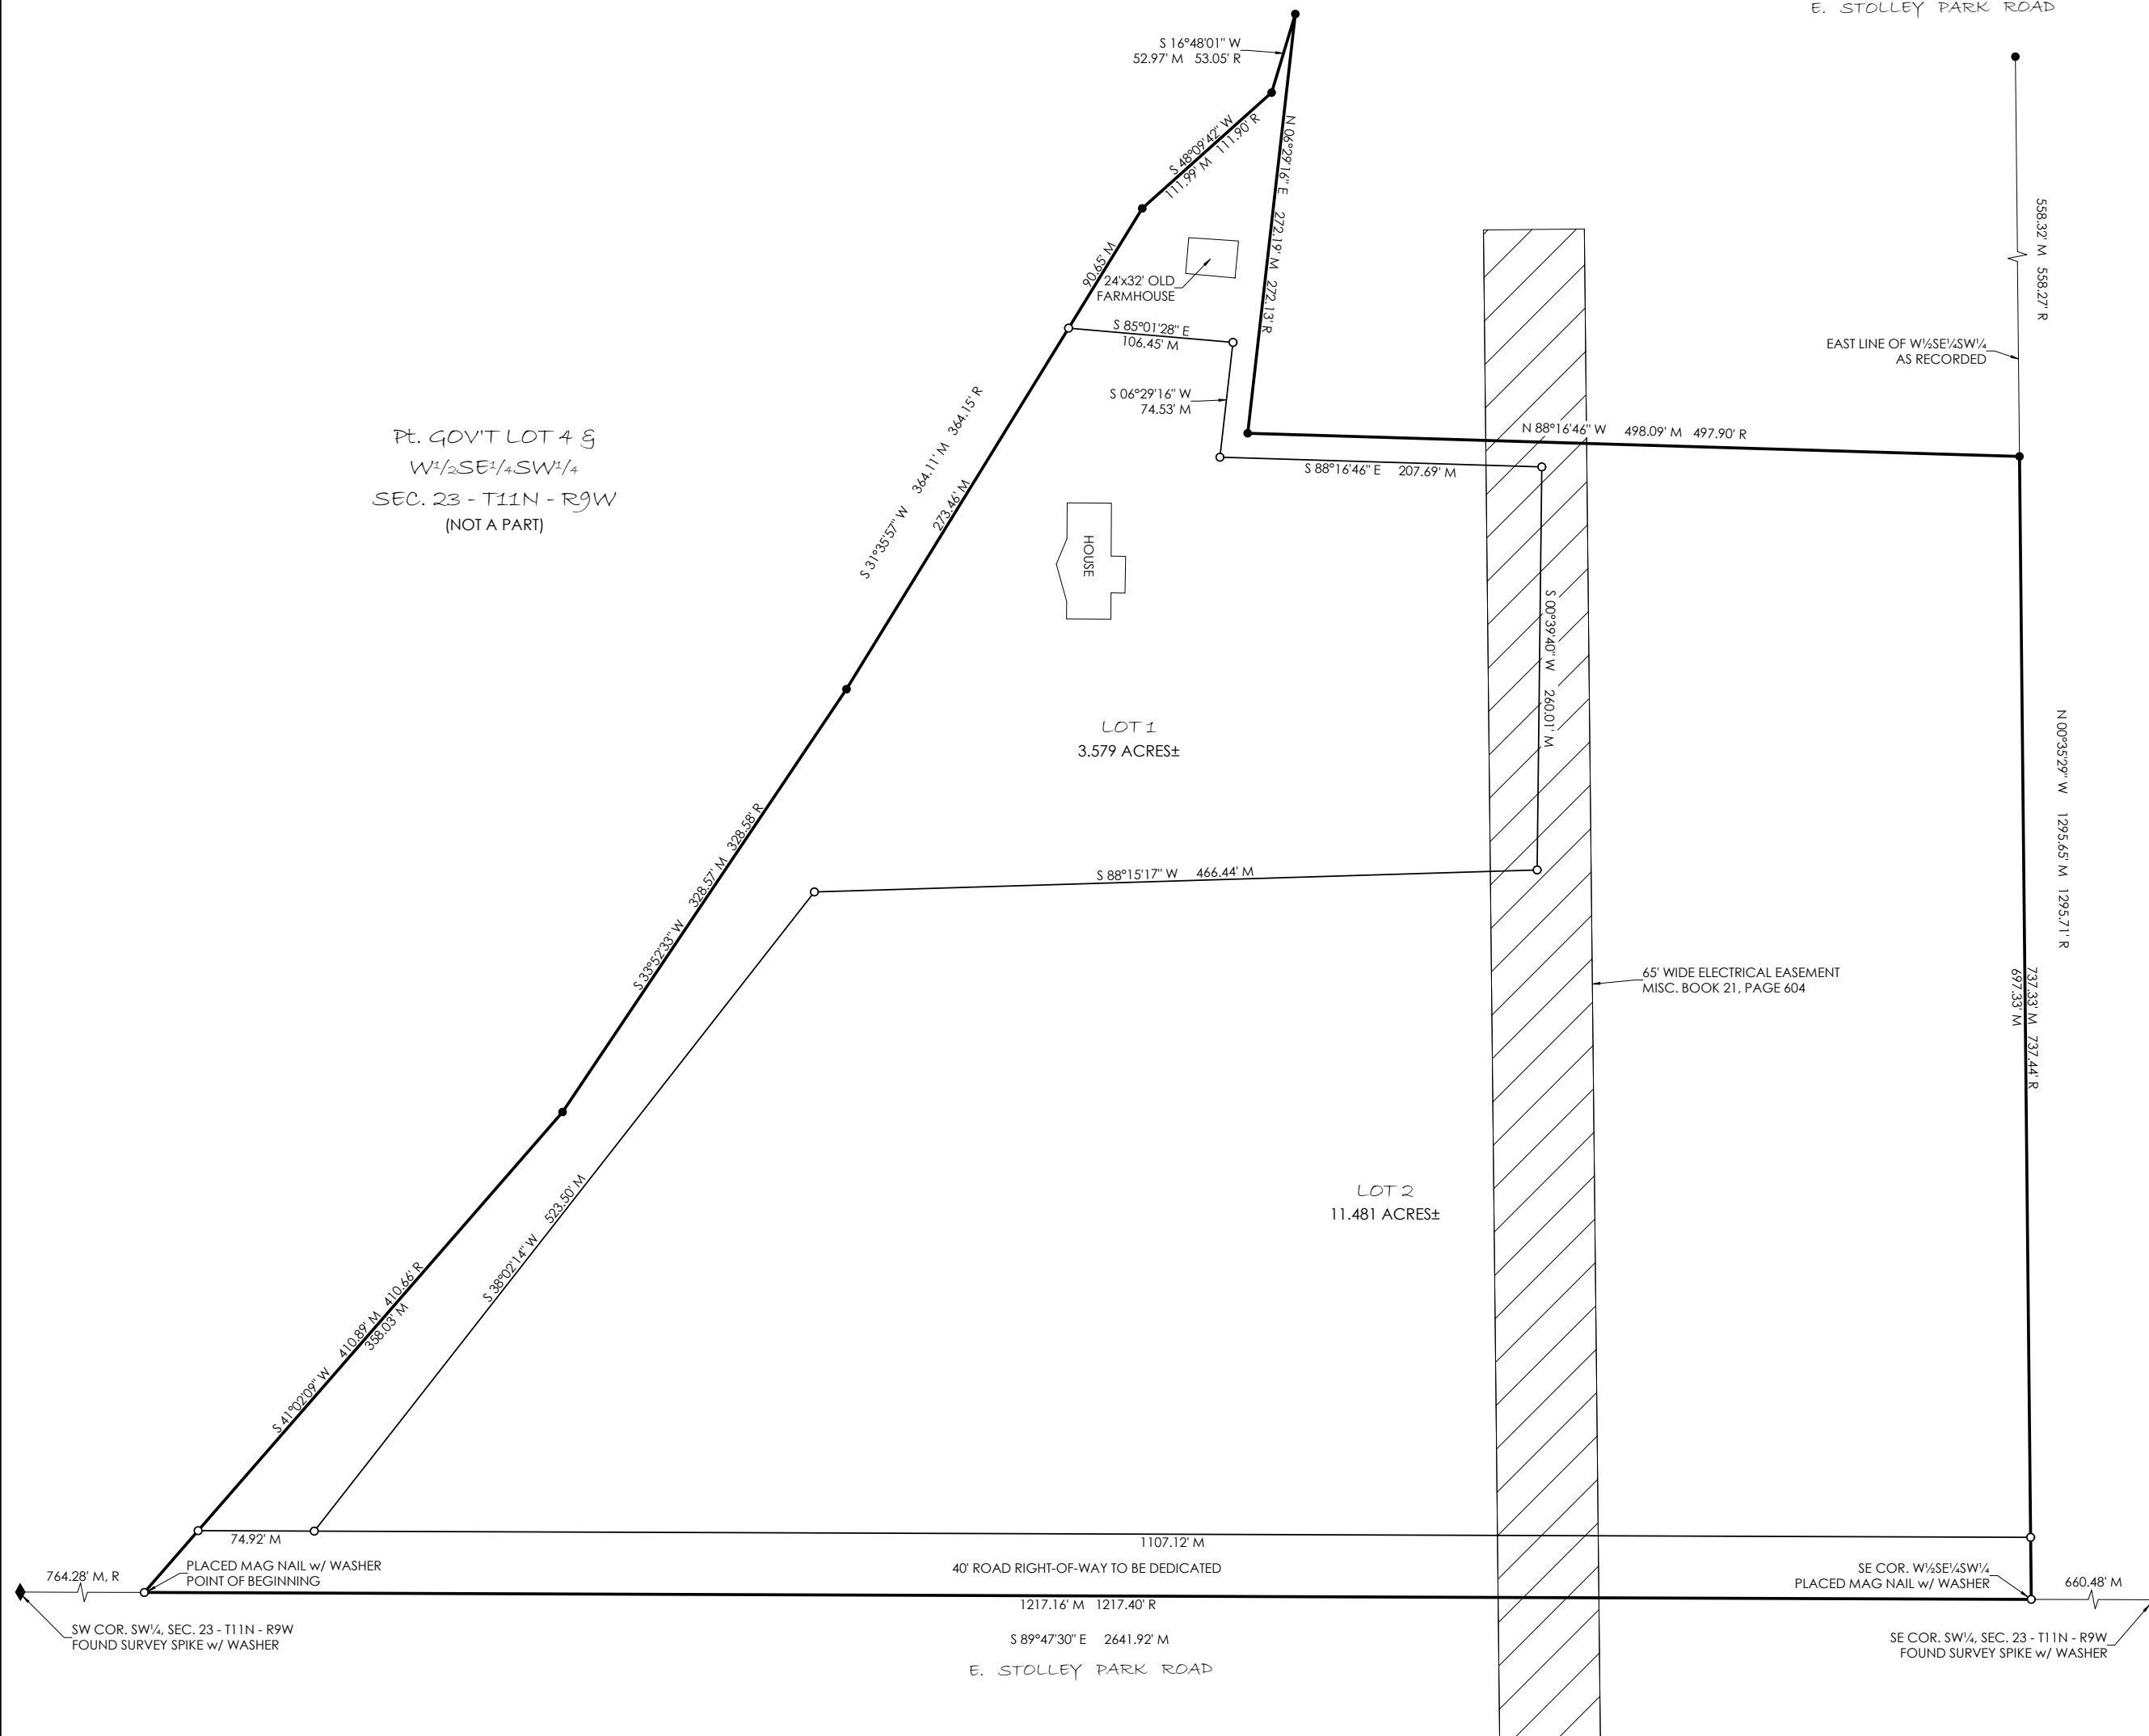 E. STOLLEY PARK ROAD
S 16°48'01" W
52.97' M 53.05' R
S 48°09'42" W
111.99' M 111.90' R
N 06°29'16" E 272.19' M 272.13' R
558.32' M 558.27' R
90.65' M
24'x32' OLD
FARMHOUSE
S 85°01'28" E
106.45' M
EAST LINE OF W½SE¼SW¼
AS RECORDED
S 06°29'16" W
74.53' M
Pt. GOV'T LOT 4 &
W1/2SE1/4SW1/4
SEC. 23 - T11N - R9W
(NOT A PART)
S 31°35'57" W 364.11' M 364.15' R
273.46' M
N 88°16'46" W 498.09' M 497.90' R
S 88°16'46" E 207.69' M
HOUSE
S 00°39'40" W 260.01' M
LOT 1
3.579 ACRES±
N 00°35'29" W 1295.65' M 1295.71' R
S 33°52'33" W 328.57' M 328.58' R
S 88°15'17" W 466.44' M
65' WIDE ELECTRICAL EASEMENT
MISC. BOOK 21, PAGE 604
737.33' M 737.44' R
697.33' M
LOT 2
11.481 ACRES±
S 38°02'14" W 523.50' M
S 41°02'09" W 410.89' M 410.66' R
358.03' M
74.92' M
1107.12' M
764.28' M, R
PLACED MAG NAIL w/ WASHER
POINT OF BEGINNING
40' ROAD RIGHT-OF-WAY TO BE DEDICATED
SE COR. W½SE¼SW¼
PLACED MAG NAIL w/ WASHER
660.48' M
1217.16' M 1217.40' R
SW COR. SW¼, SEC. 23 - T11N - R9W
FOUND SURVEY SPIKE w/ WASHER
S 89°47'30" E 2641.92' M
SE COR. SW¼, SEC. 23 - T11N - R9W
FOUND SURVEY SPIKE w/ WASHER
E. STOLLEY PARK ROAD